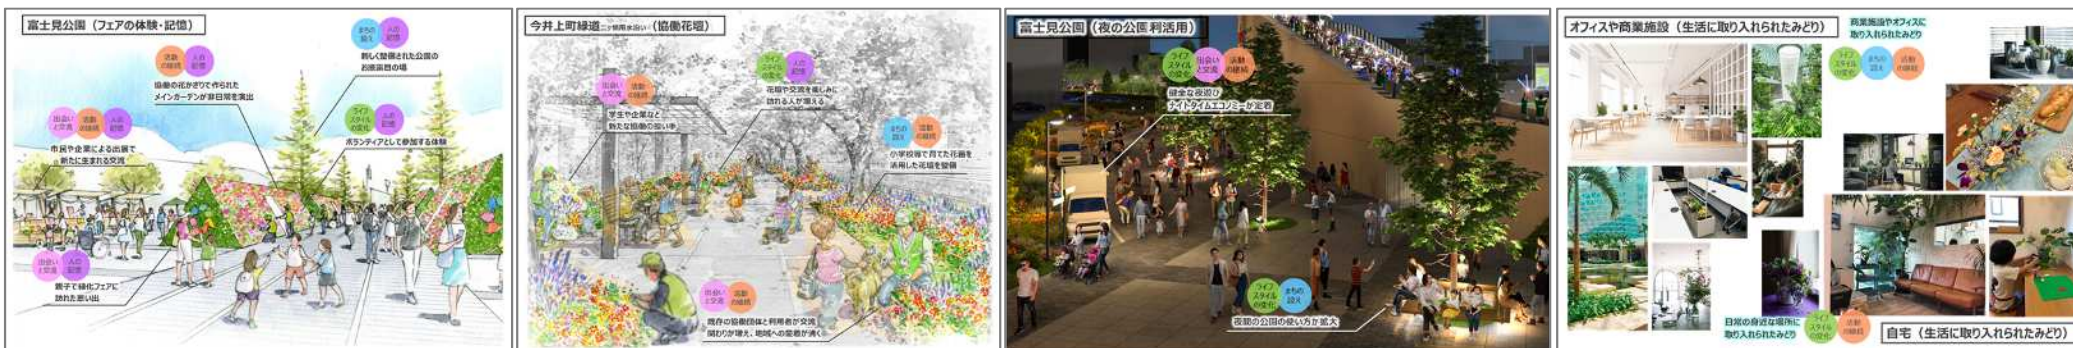 富士見公園（フェアの体験・記憶）
活動
の継続
人の
記憶
協働の花かざりで作られた
メインガーデンが非日常を演出
まちの
設え
人の
記憶
新しく整備された公園の
お披露目の場
出会い
と交流
活動
の継続
人の
記憶
市民や企業による出展で
新たに生まれる交流
ライフ
スタイル
の変化
人の
記憶
ボランティアとして参加する体験
出会い
と交流
人の
記憶
親子で緑化フェアに
訪れた思い出
今井上町緑道 二ヶ領用水沿い（協働花壇）
出会い
と交流
活動
の継続
学生や企業など
新たな協働の担い手
ライフ
スタイル
の変化
人の
記憶
花壇や交流を楽しみに
訪れる人が増える
まちの
設え
活動
の継続
小学校等で育てた花苗を
活用した花壇を整備
出会い
と交流
活動
の継続
既存の協働団体と利用者が交流
関わりが増え、地域への愛着が湧く
富士見公園（夜の公園利活用）
ライフ
スタイル
の変化
出会い
と交流
活動
の継続
健全な夜遊び
ナイトタイムエコノミーが定着
ライフ
スタイル
の変化
まちの
設え
夜間の公園の使い方が拡大
オフィスや商業施設（生活に取り入れられたみどり）
商業施設やオフィスに
取り入れられたみどり
ライフ
スタイル
の変化
まちの
設え
活動
の継続
日常の身近な場所に
取り入れられたみどり
ライフ
スタイル
の変化
活動
の継続
自宅（生活に取り入れられたみどり）